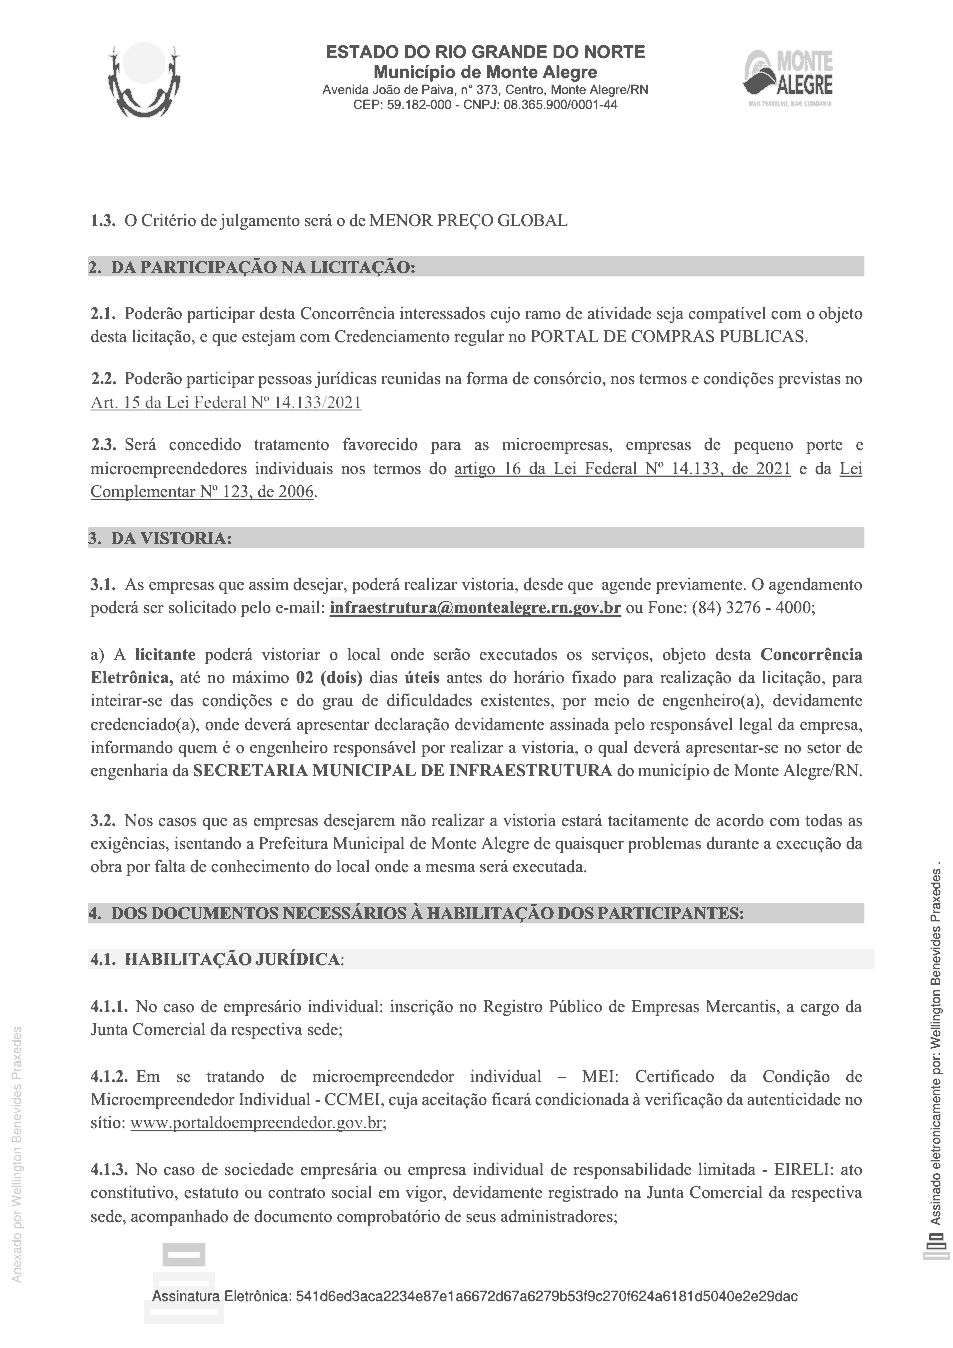 ESTADO DO RIO GRANDE DO NORTE
Município de Monte Alegre
Avenida João de Paiva, n° 373, Centro, Monte Alegre/RN
CEP: 59.182-000 - CNPJ: 08.365.900/0001-44
MONTE
ALEGRE
MAIS TRABALHO, MAIS CIDADANIA
1.3. O Critério de julgamento será o de MENOR PREÇO GLOBAL
2. DA PARTICIPAÇÃO NA LICITAÇÃO:
2.1. Poderão participar desta Concorrência interessados cujo ramo de atividade seja compatível com o objeto
desta licitação, e que estejam com Credenciamento regular no PORTAL DE COMPRAS PUBLICAS.
2.2. Poderão participar pessoas jurídicas reunidas na forma de consórcio, nos termos e condições previstas no
Art. 15 da Lei Federal Nº 14.133/2021
2.3. Será concedido tratamento favorecido para as microempresas, empresas de pequeno porte e
microempreendedores individuais nos termos do artigo 16 da Lei Federal Nº 14.133, de 2021 e da Lei
Complementar Nº 123, de 2006.
3. DA VISTORIA:
3.1. As empresas que assim desejar, poderá realizar vistoria, desde que agende previamente. O agendamento
poderá ser solicitado pelo e-mail: infraestrutura@montealegre.rn.gov.br ou Fone: (84) 3276 - 4000;
a) A licitante poderá vistoriar o local onde serão executados os serviços, objeto desta Concorrência
Eletrônica, até no máximo 02 (dois) dias úteis antes do horário fixado para realização da licitação, para
inteirar-se das condições e do grau de dificuldades existentes, por meio de engenheiro(a), devidamente
credenciado(a), onde deverá apresentar declaração devidamente assinada pelo responsável legal da empresa,
informando quem é o engenheiro responsável por realizar a vistoria, o qual deverá apresentar-se no setor de
engenharia da SECRETARIA MUNICIPAL DE INFRAESTRUTURA do município de Monte Alegre/RN.
3.2. Nos casos que as empresas desejarem não realizar a vistoria estará tacitamente de acordo com todas as
exigências, isentando a Prefeitura Municipal de Monte Alegre de quaisquer problemas durante a execução da
obra por falta de conhecimento do local onde a mesma será executada.
4. DOS DOCUMENTOS NECESSÁRIOS À HABILITAÇÃO DOS PARTICIPANTES:
4.1. HABILITAÇÃO JURÍDICA:
4.1.1. No caso de empresário individual: inscrição no Registro Público de Empresas Mercantis, a cargo da
Junta Comercial da respectiva sede;
4.1.2. Em se tratando de microempreendedor individual – MEI: Certificado da Condição de
Microempreendedor Individual - CCMEI, cuja aceitação ficará condicionada à verificação da autenticidade no
sítio: www.portaldoempreendedor.gov.br;
4.1.3. No caso de sociedade empresária ou empresa individual de responsabilidade limitada - EIRELI: ato
constitutivo, estatuto ou contrato social em vigor, devidamente registrado na Junta Comercial da respectiva
sede, acompanhado de documento comprobatório de seus administradores;
Assinatura Eletrônica: 541d6ed3aca2234e87e1a6672d67a6279b53f9c270f624a6181d5040e2e29dac
Anexado por Wellington Benevides Praxedes
Assinado eletronicamente por: Wellington Benevides Praxedes .